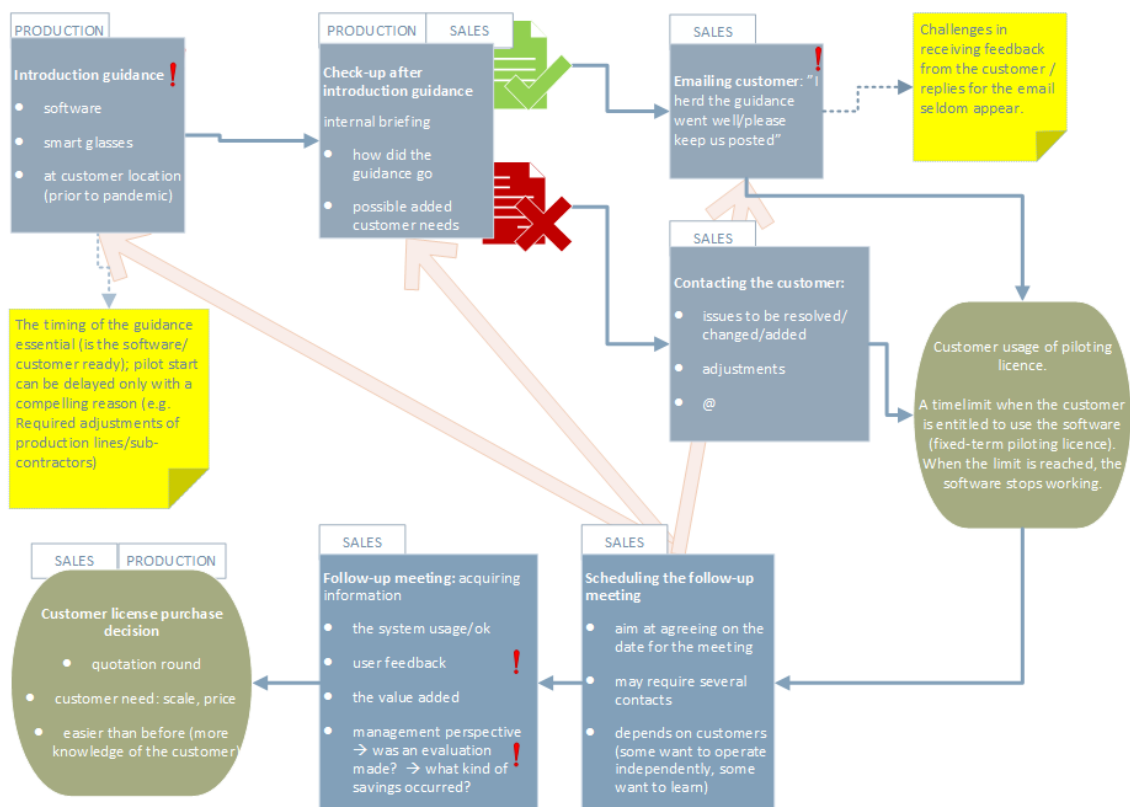 PRODUCTION
Introduction guidance
software
smart glasses
at customer location
(prior to pandemic)
PRODUCTION
SALES
Check-up after
introduction guidance
internal briefing
how did the
guidance go
possible added
customer needs
SALES
Emailing customer: "I
herd the guidance
went well/please
keep us posted"
Challenges in
receiving feedback
from the customer /
replies for the email
seldom appear.
The timing of the guidance
essential (is the software/
customer ready); pilot start
can be delayed only with a
compelling reason (e.g.
Required adjustments of
production lines/sub-
contractors)
SALES
Contacting the customer:
issues to be resolved/
changed/added
adjustments
@
Customer usage of piloting
licence.
A timelimit when the customer
is entitled to use the software
(fixed-term piloting licence).
When the limit is reached, the
software stops working.
SALES
PRODUCTION
Customer license purchase
decision
quotation round
customer need: scale, price
easier than before (more
knowledge of the customer)
SALES
Follow-up meeting: acquiring
information
the system usage/ok
user feedback
the value added
management perspective
→ was an evaluation
made? → what kind of
savings occurred?
SALES
Scheduling the follow-up
meeting
aim at agreeing on the
date for the meeting
may require several
contacts
depends on customers
(some want to operate
independently, some
want to learn)